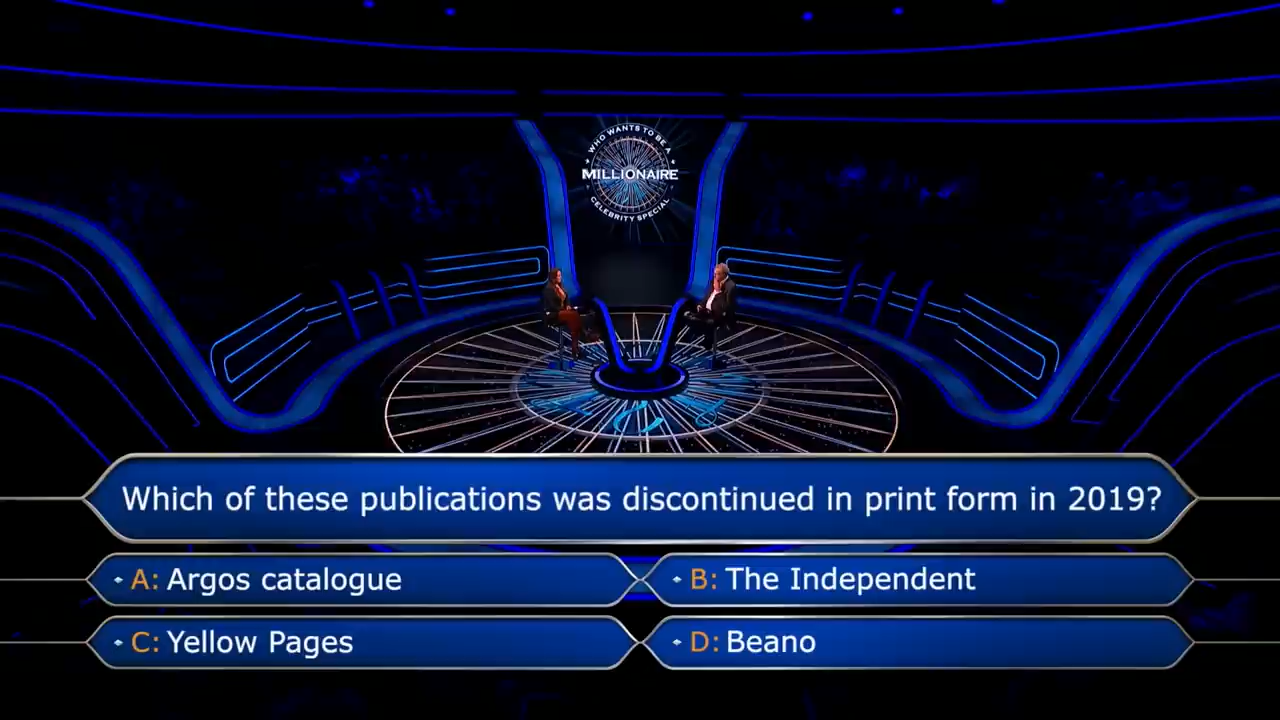 WHO WANTS TO BE A
MILLIONAIRE
CELEBRITY SPECIAL
Which of these publications was discontinued in print form in 2019?
A: Argos catalogue
B: The Independent
C: Yellow Pages
D: Beano